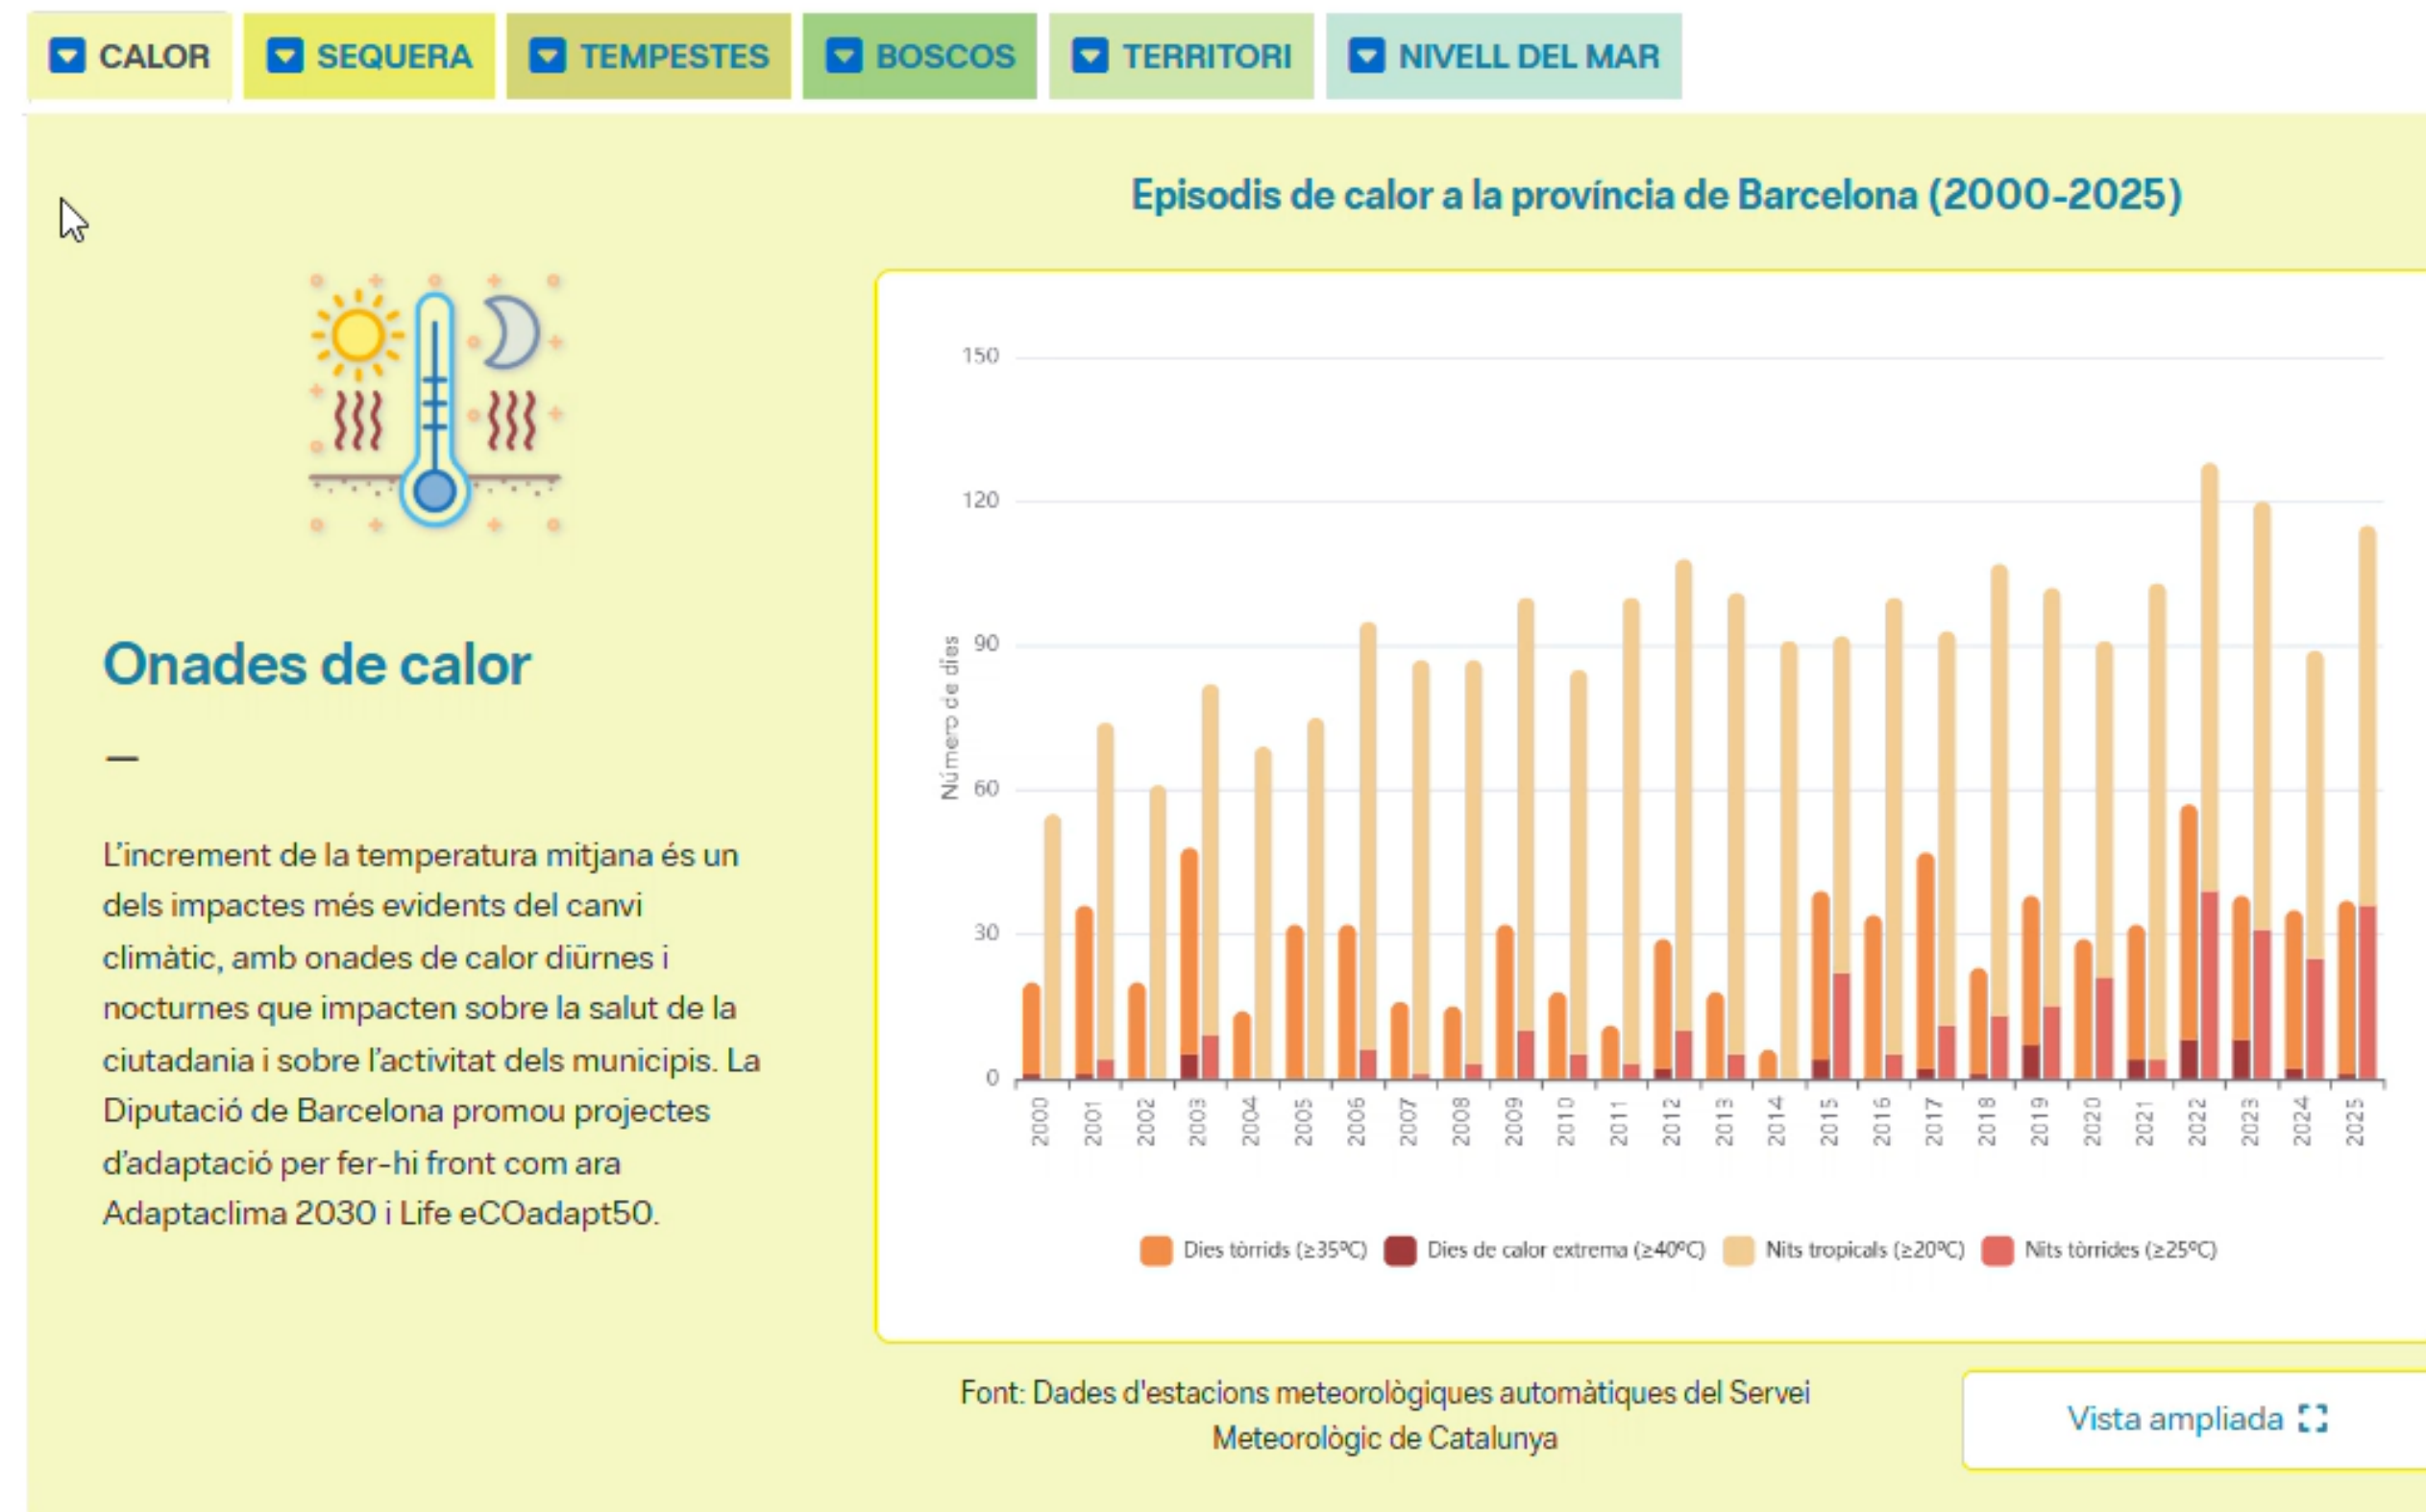 CALOR
SEQUERA
TEMPESTES
BOSCOS
TERRITORI
NIVELL DEL MAR
Episodis de calor a la província de Barcelona (2000-2025)
Onades de calor
—
L'increment de la temperatura mitjana és un
dels impactes més evidents del canvi
climàtic, amb onades de calor diürnes i
nocturnes que impacten sobre la salut de la
ciutadania i sobre l'activitat dels municipis. La
Diputació de Barcelona promou projectes
d'adaptació per fer-hi front com ara
Adaptaclima 2030 i Life eCOadapt50.
Número de dies
150
120
90
60
30
0
2000
2001
2002
2003
2004
2005
2006
2007
2008
2009
2010
2011
2012
2013
2014
2015
2016
2017
2018
2019
2020
2021
2022
2023
2024
2025
Dies tòrrids (≥35ºC)
Dies de calor extrema (≥40ºC)
Nits tropicals (≥20ºC)
Nits tòrrides (≥25ºC)
Font: Dades d'estacions meteorològiques automàtiques del Servei
Meteorològic de Catalunya
Vista ampliada